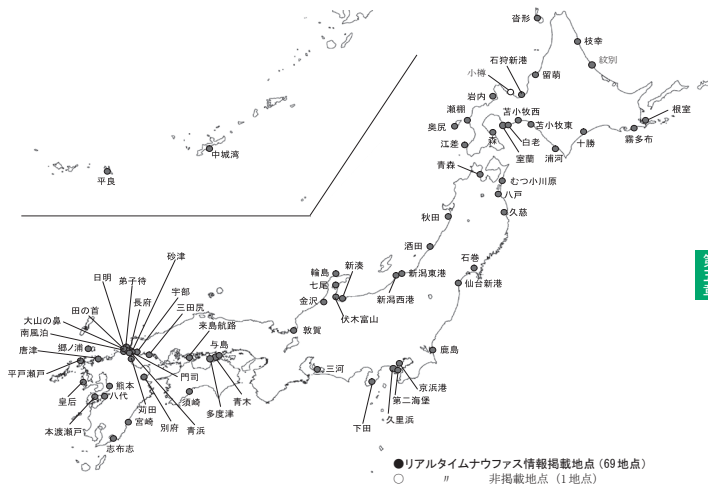 沓形
枝幸
紋別
石狩新港
小樽
留萌
岩内
瀬棚
奥尻
江差
森
苫小牧西
苫小牧東
白老
室蘭
浦河
十勝
根室
霧多布
中城湾
平良
青森
むつ小川原
八戸
久慈
秋田
酒田
石巻
仙台新港
新潟東港
新潟西港
輪島
七尾
金沢
新湊
伏木富山
敦賀
鹿島
京浜港
第二海堡
久里浜
下田
三河
砂津
日明
弟子待
長府
宇部
田の首
三田尻
大山の鼻
南風泊
来島航路
与島
唐津
郷ノ浦
平戸瀬戸
門司
青木
多度津
須崎
皇后
熊本
八代
苅田
別府
青浜
宮崎
本渡瀬戸
志布志
●リアルタイムナウファス情報掲載地点（69地点）
○ 〃 非掲載地点（1地点）